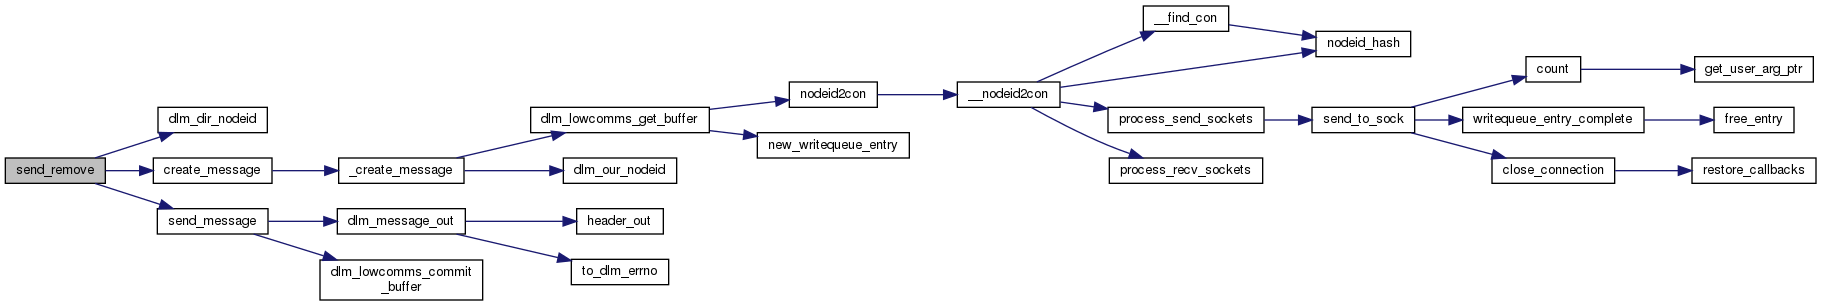 send_remove
dlm_dir_nodeid
create_message
send_message
_create_message
dlm_message_out
dlm_lowcomms_commit
_buffer
dlm_lowcomms_get_buffer
dlm_our_nodeid
header_out
to_dlm_errno
nodeid2con
new_writequeue_entry
__nodeid2con
__find_con
nodeid_hash
process_send_sockets
process_recv_sockets
send_to_sock
count
writequeue_entry_complete
close_connection
get_user_arg_ptr
free_entry
restore_callbacks